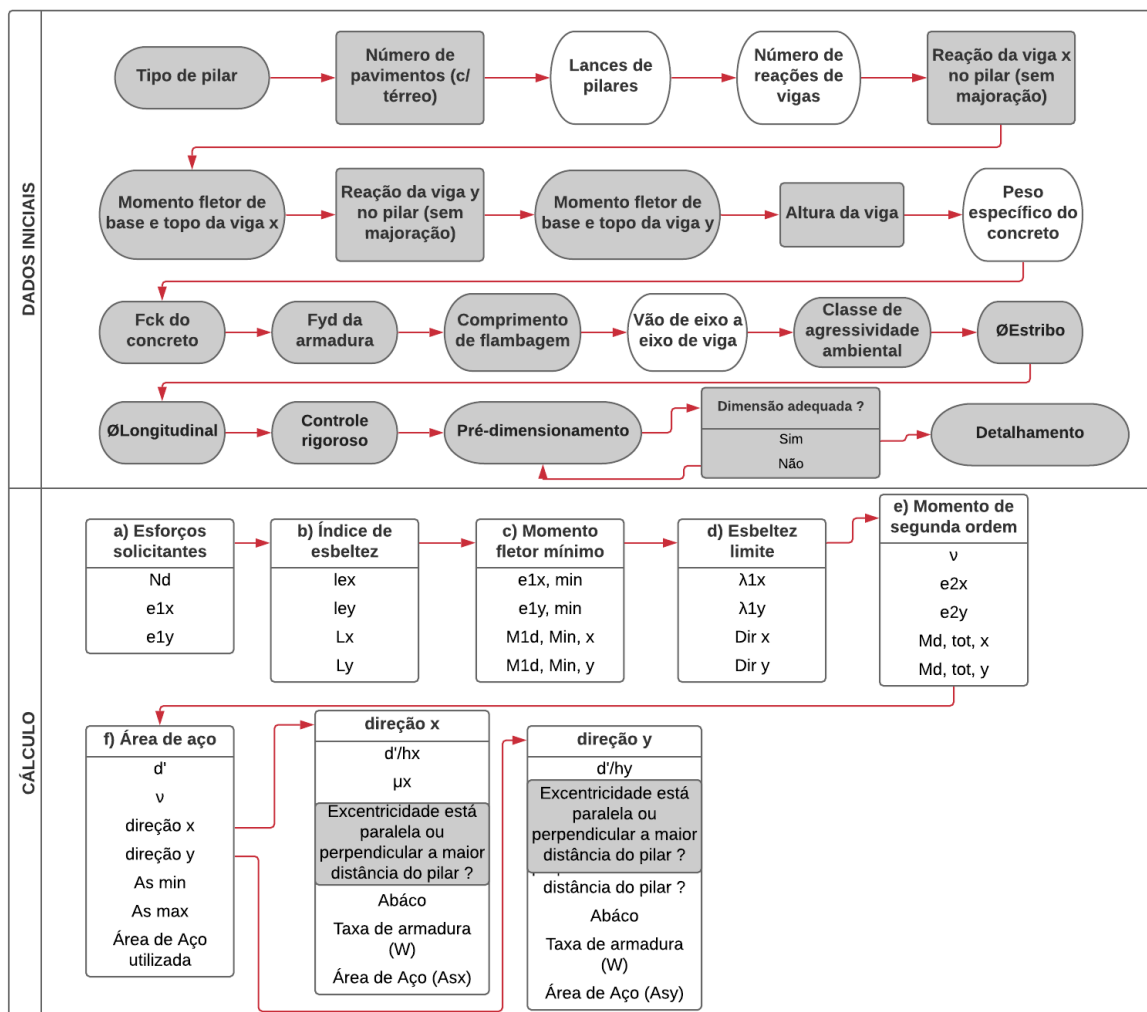 DADOS INICIAIS
Tipo de pilar
Número de
pavimentos (c/
térreo)
Lances de
pilares
Número de
reações de
vigas
Reação da viga x
no pilar (sem
majoração)
Momento fletor de
base e topo da viga x
Reação da viga y
no pilar (sem
majoração)
Momento fletor de
base e topo da viga y
Altura da viga
Peso
específico do
concreto
Fck do
concreto
Fyd da
armadura
Comprimento
de flambagem
Vão de eixo a
eixo de viga
Classe de
agressividade
ambiental
ØEstribo
ØLongitudinal
Controle
rigoroso
Pré-dimensionamento
Dimensão adequada ?
Sim
Não
Detalhamento
CÁLCULO
a) Esforços
solicitantes
Nd
e1x
e1y
b) Índice de
esbeltez
lex
ley
Lx
Ly
c) Momento
fletor mínimo
e1x, min
e1y, min
M1d, Min, x
M1d, Min, y
d) Esbeltez
limite
λ1x
λ1y
Dir x
Dir y
e) Momento de
segunda ordem
ν
e2x
e2y
Md, tot, x
Md, tot, y
f) Área de aço
d'
ν
direção x
direção y
As min
As max
Área de Aço
utilizada
direção x
d'/hx
μx
Excentricidade está
paralela ou
perpendicular a maior
distância do pilar ?
Abáco
Taxa de armadura
(W)
Área de Aço (Asx)
direção y
d'/hy
Excentricidade está
paralela ou
perpendicular a maior
distância do pilar ?
distância do pilar ?
Abáco
Taxa de armadura
(W)
Área de Aço (Asy)